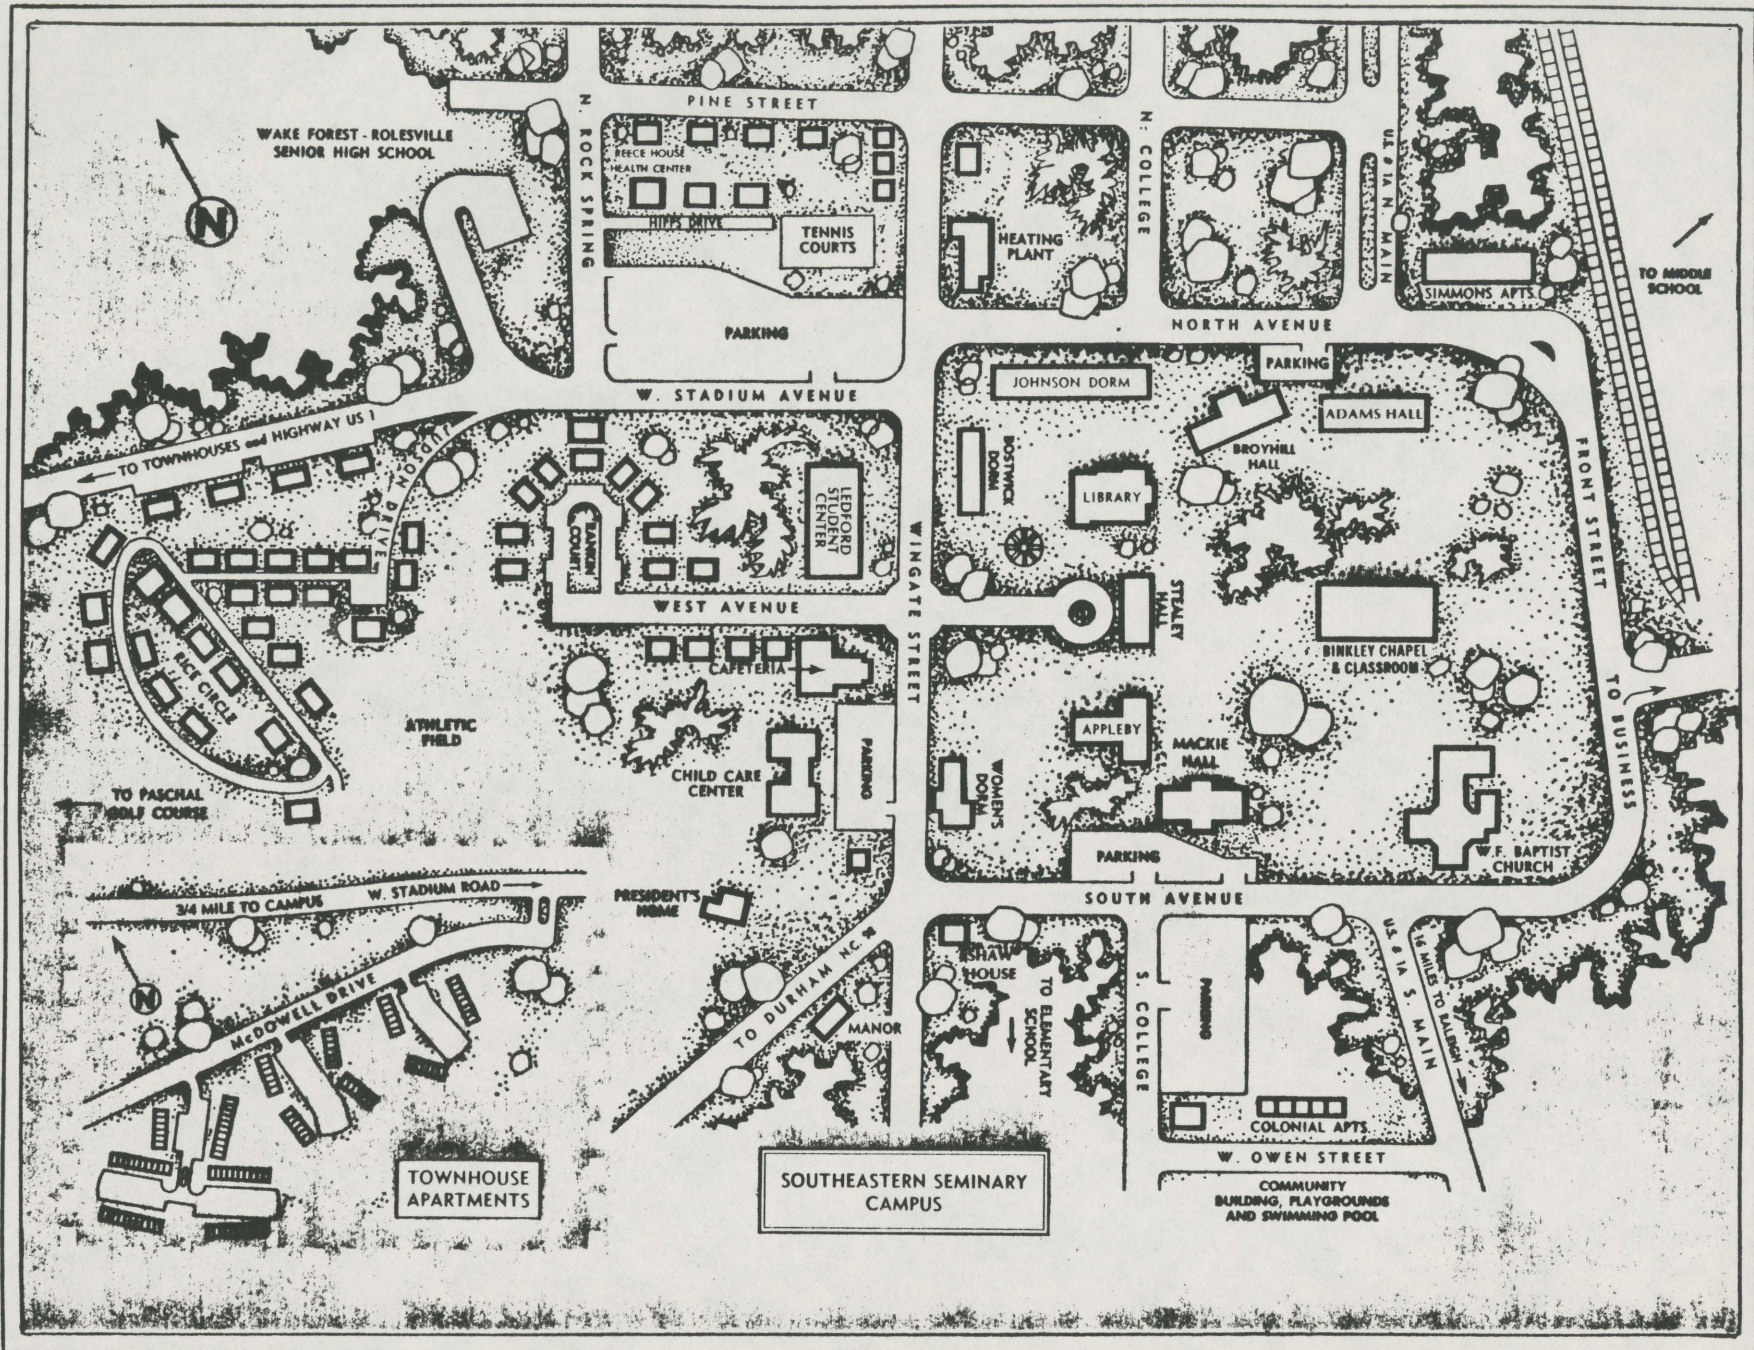 PINE STREET
WAKE FOREST - ROLESVILLE
SENIOR HIGH SCHOOL
N
N. ROCK SPRING
REECE HOUSE
HEALTH CENTER
HIPPS DRIVE
TENNIS
COURTS
PARKING
HEATING
PLANT
N. COLLEGE
U.S. & 1A N. MAIN
SIMMONS APTS.
TO MIDDLE
SCHOOL
NORTH AVENUE
W. STADIUM AVENUE
PARKING
JOHNSON DORM
ADAMS HALL
BROYHILL
HALL
BOSTWICK
DORM
LIBRARY
TO TOWNHOUSES and HIGHWAY US 1
JUDSON DRIVE
RANKIN
COURT
LEDFORD
STUDENT
CENTER
WINGATE STREET
FRONT STREET
WEST AVENUE
STEALEY
HALL
BINKLEY CHAPEL
& CLASSROOM
CAFETERIA
RICE CIRCLE
ATHLETIC
FIELD
TO PASCHAL
GOLF COURSE
CHILD CARE
CENTER
PARKING
APPLEBY
MACKIE
HALL
WOMEN'S
DORM
TO BUSINESS
W.F. BAPTIST
CHURCH
PARKING
SOUTH AVENUE
PRESIDENT'S
HOME
3/4 MILE TO CAMPUS
W. STADIUM ROAD
N
McDOWELL DRIVE
TO DURHAM N.C. 98
MANOR
SHAW
HOUSE
TO ELEMENTARY
SCHOOL
S. COLLEGE
PARKING
U.S. & 1A S. MAIN
16 MILES TO RALEIGH
COLONIAL APTS.
W. OWEN STREET
COMMUNITY
BUILDING, PLAYGROUNDS
AND SWIMMING POOL
TOWNHOUSE
APARTMENTS
SOUTHEASTERN SEMINARY
CAMPUS